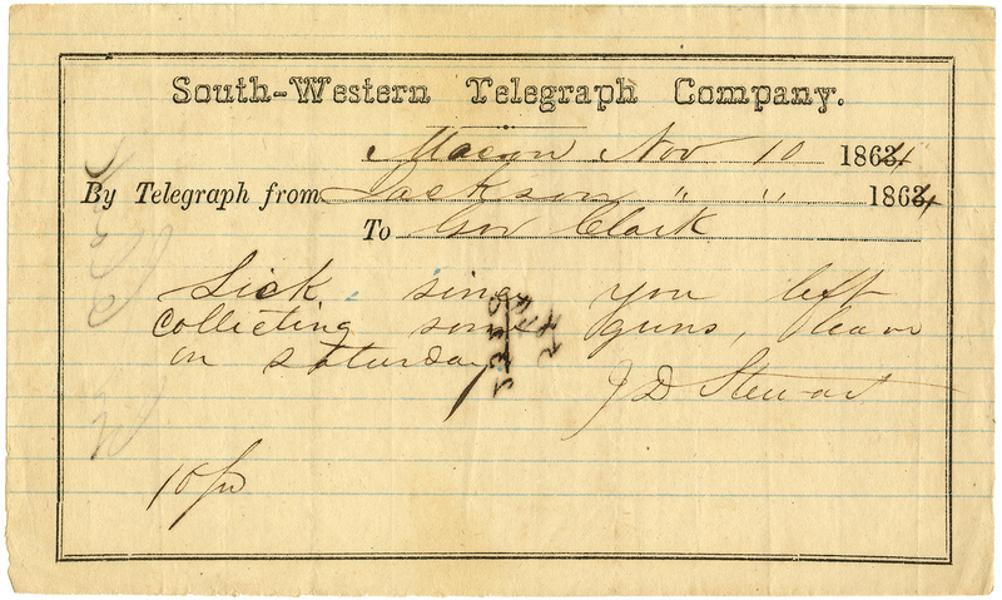 South-Western Telegraph Company.
Macon Nov 10 1864
By Telegraph from Jackson " " 1864
To Gov Clark
Sick since you left
collecting some guns, leave
on saturday
J D Stewart
10/